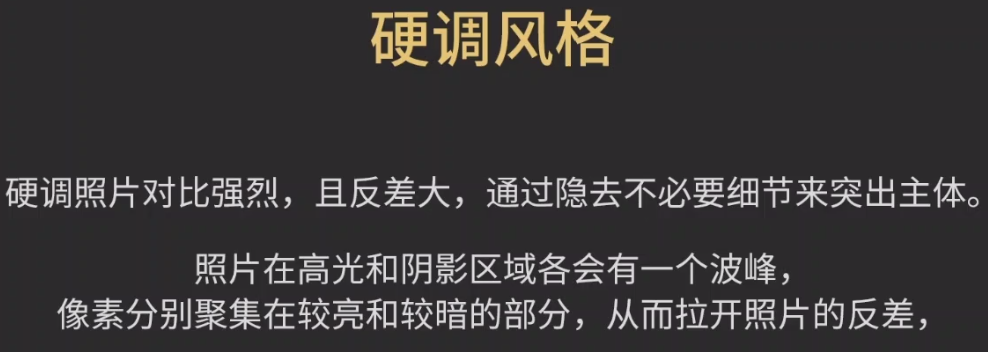 硬调风格
硬调照片对比强烈，且反差大，通过隐去不必要细节来突出主体。
照片在高光和阴影区域各会有一个波峰，
像素分别聚集在较亮和较暗的部分，从而拉开照片的反差，